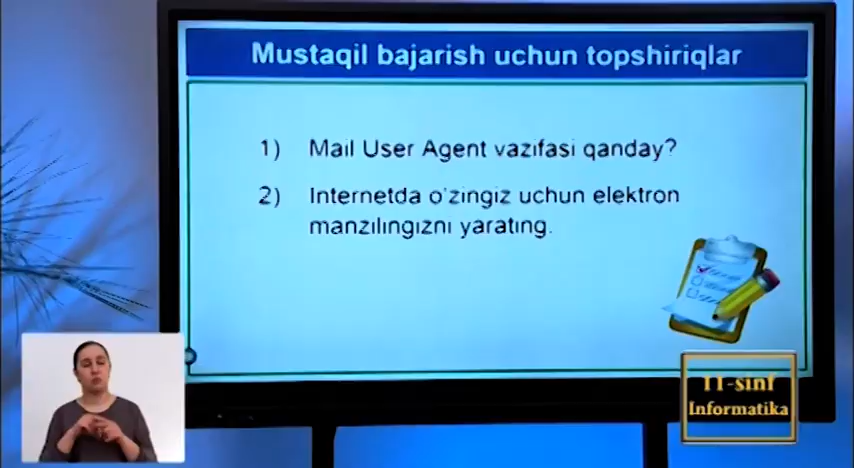 Mustaqil bajarish uchun topshiriqlar
1) Mail User Agent vazifasi qanday?
2) Internetda o'zingiz uchun elektron
manzilingizni yarating.
11-sinf
Informatika